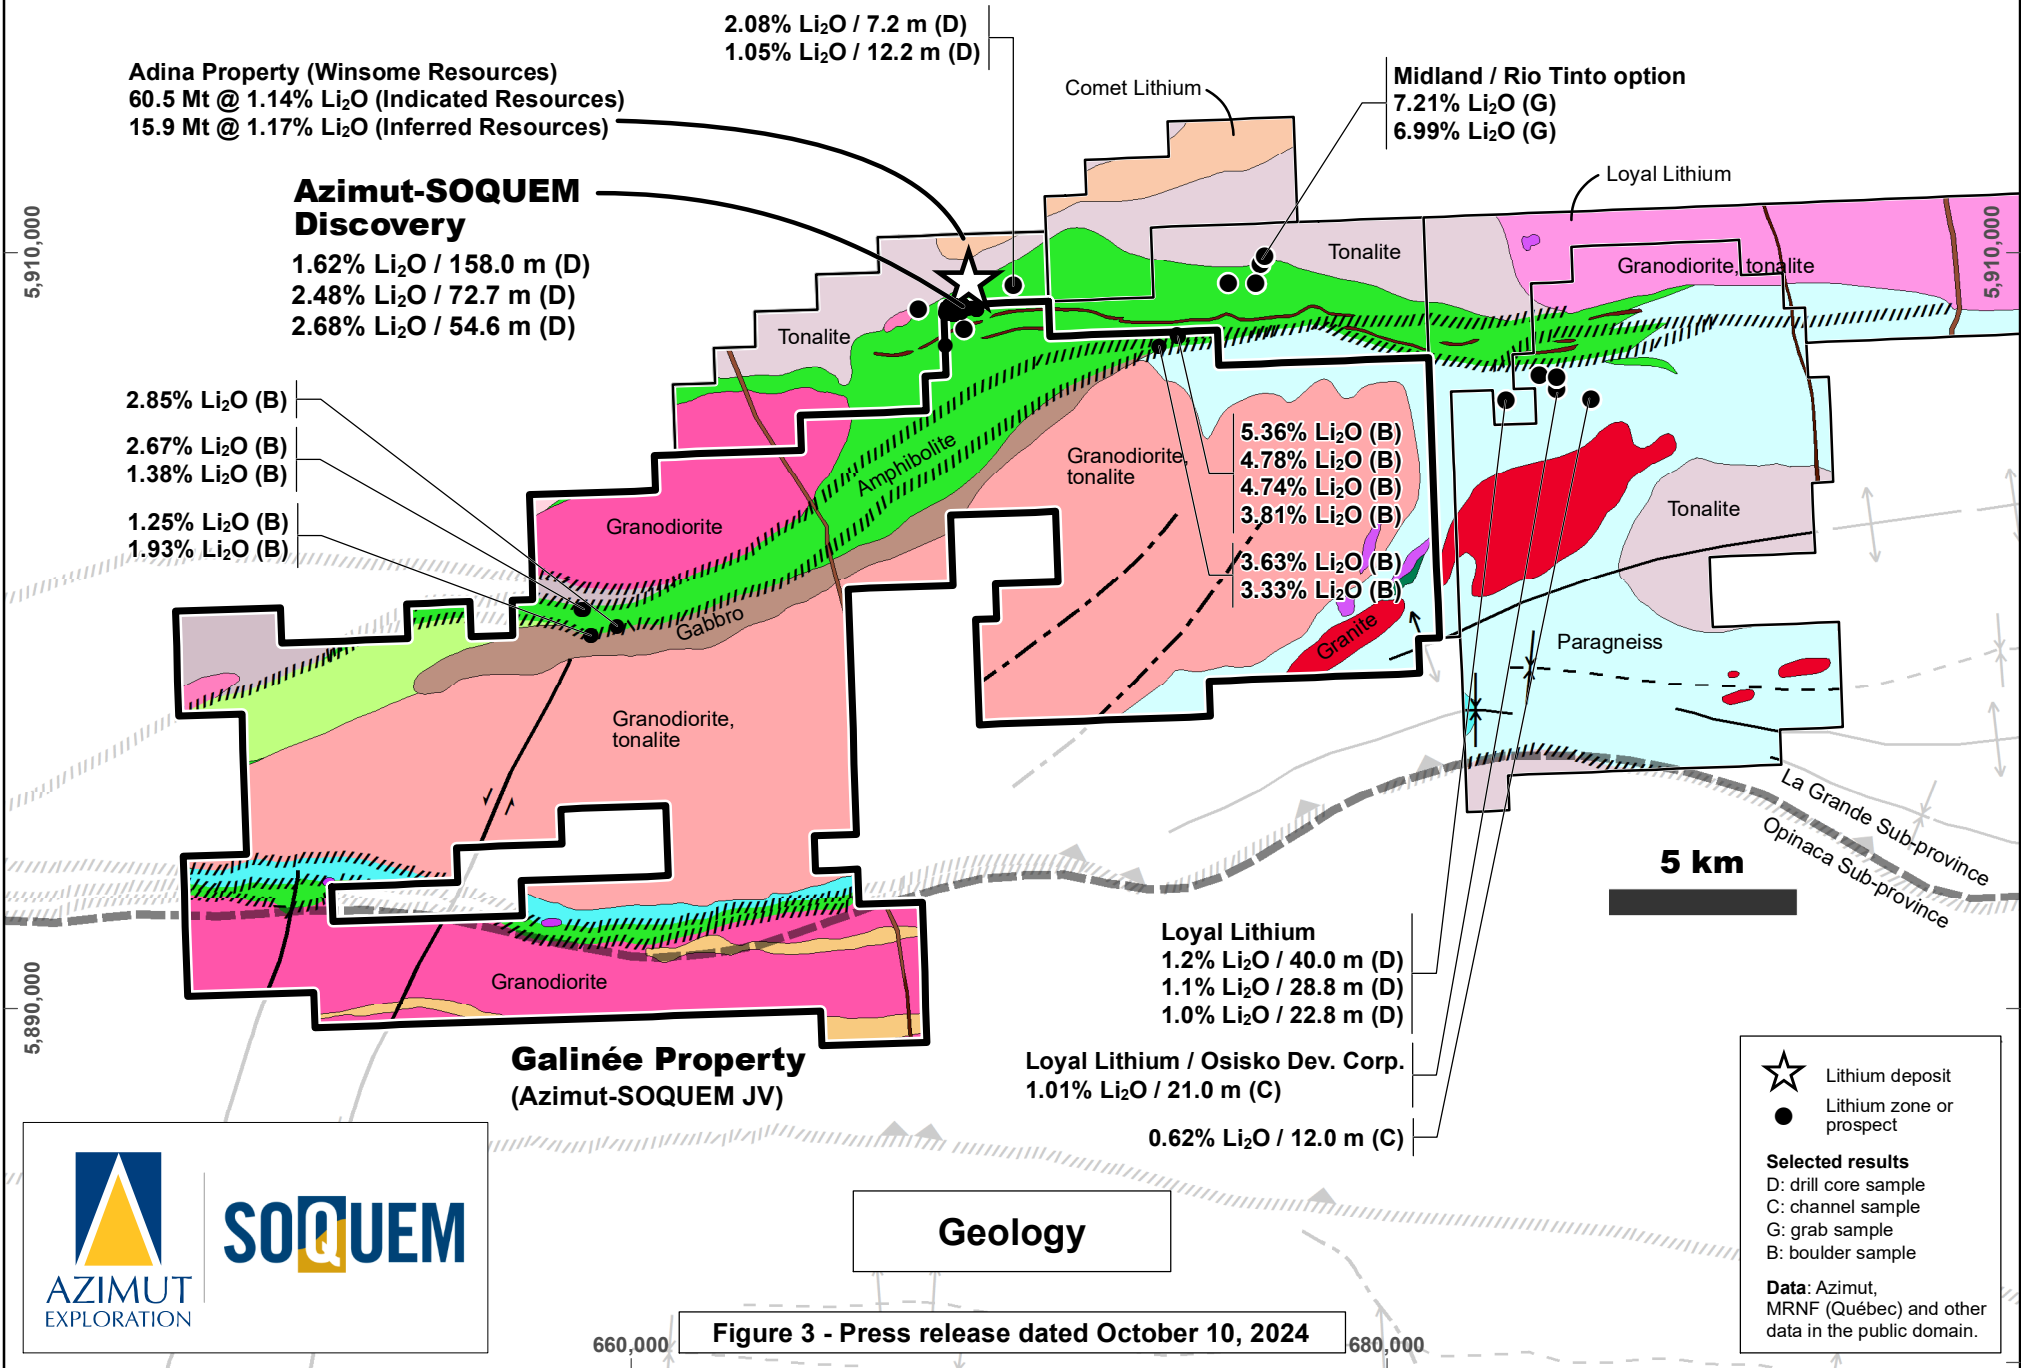 2.08% Li₂O / 7.2 m (D)
1.05% Li₂O / 12.2 m (D)
Adina Property (Winsome Resources)
60.5 Mt @ 1.14% Li₂O (Indicated Resources)
15.9 Mt @ 1.17% Li₂O (Inferred Resources)
Comet Lithium
Midland / Rio Tinto option
7.21% Li₂O (G)
6.99% Li₂O (G)
Azimut-SOQUEM
Discovery
1.62% Li₂O / 158.0 m (D)
2.48% Li₂O / 72.7 m (D)
2.68% Li₂O / 54.6 m (D)
Loyal Lithium
5,910,000
5,910,000
Tonalite
Granodiorite, tonalite
Tonalite
2.85% Li₂O (B)
2.67% Li₂O (B)
1.38% Li₂O (B)
1.25% Li₂O (B)
1.93% Li₂O (B)
Amphibolite
Granodiorite,
tonalite
5.36% Li₂O (B)
4.78% Li₂O (B)
4.74% Li₂O (B)
3.81% Li₂O (B)
3.63% Li₂O (B)
3.33% Li₂O (B)
Granodiorite
Tonalite
Gabbro
Granite
Paragneiss
Granodiorite,
tonalite
La Grande Sub-province
Opinaca Sub-province
5 km
Granodiorite
5,890,000
Loyal Lithium
1.2% Li₂O / 40.0 m (D)
1.1% Li₂O / 28.8 m (D)
1.0% Li₂O / 22.8 m (D)
Galinée Property
(Azimut-SOQUEM JV)
Loyal Lithium / Osisko Dev. Corp.
1.01% Li₂O / 21.0 m (C)
0.62% Li₂O / 12.0 m (C)
Lithium deposit
Lithium zone or
prospect
Selected results
D: drill core sample
C: channel sample
G: grab sample
B: boulder sample
Data: Azimut,
MRNF (Québec) and other
data in the public domain.
AZIMUT
EXPLORATION
SOQUEM
Geology
Figure 3 - Press release dated October 10, 2024
660,000
680,000